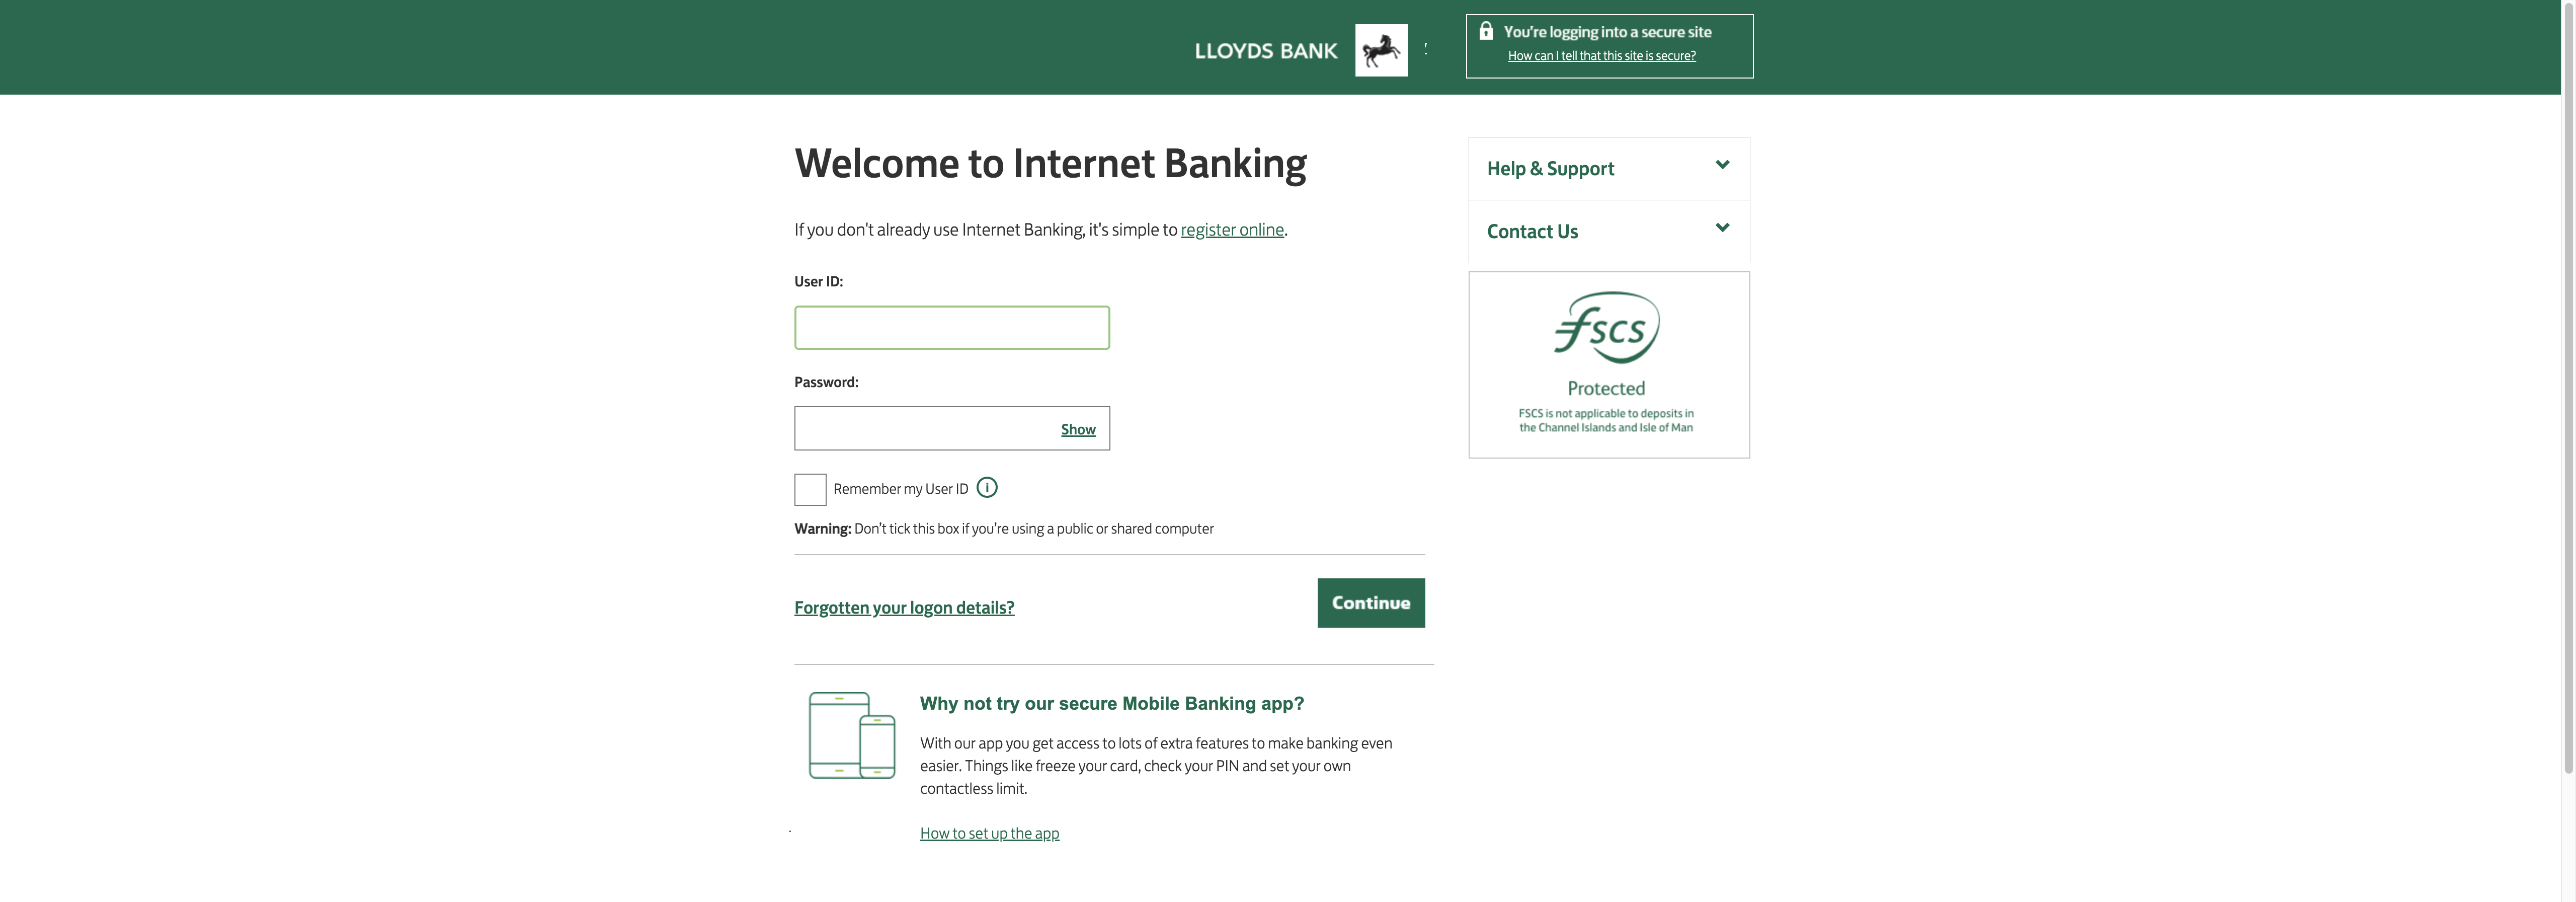 LLOYDS BANK
You're logging into a secure site
How can I tell that this site is secure?
Welcome to Internet Banking
If you don't already use Internet Banking, it's simple to register online.
User ID:
Password:
Show
Remember my User ID
Warning: Don't tick this box if you're using a public or shared computer
Forgotten your logon details?
Continue
Why not try our secure Mobile Banking app?
With our app you get access to lots of extra features to make banking even
easier. Things like freeze your card, check your PIN and set your own
contactless limit.
How to set up the app
Help & Support
Contact Us
FSCS
Protected
FSCS is not applicable to deposits in
the Channel Islands and Isle of Man